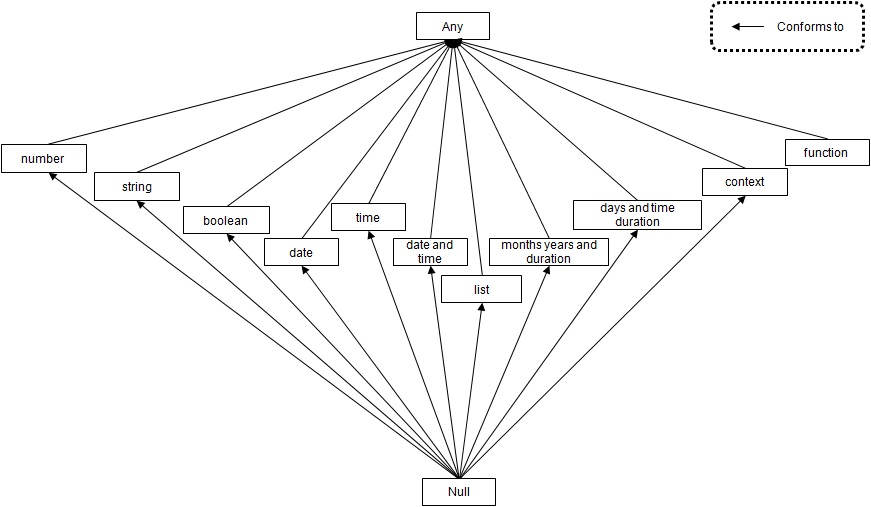 Any
Conforms to
number
string
boolean
date
time
date and
time
list
months years and
duration
days and time
duration
context
function
Null